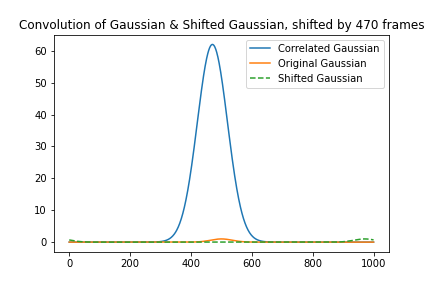 Convolution of Gaussian & Shifted Gaussian, shifted by 470 frames
Correlated Gaussian
Original Gaussian
Shifted Gaussian
60
50
40
30
20
10
0
0 200 400 600 800 1000